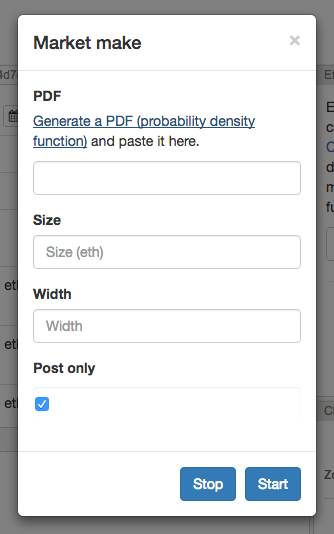 Market make
×
PDF
Generate a PDF (probability density
function) and paste it here.
Size
Size (eth)
Width
Width
Post only
Stop
Start